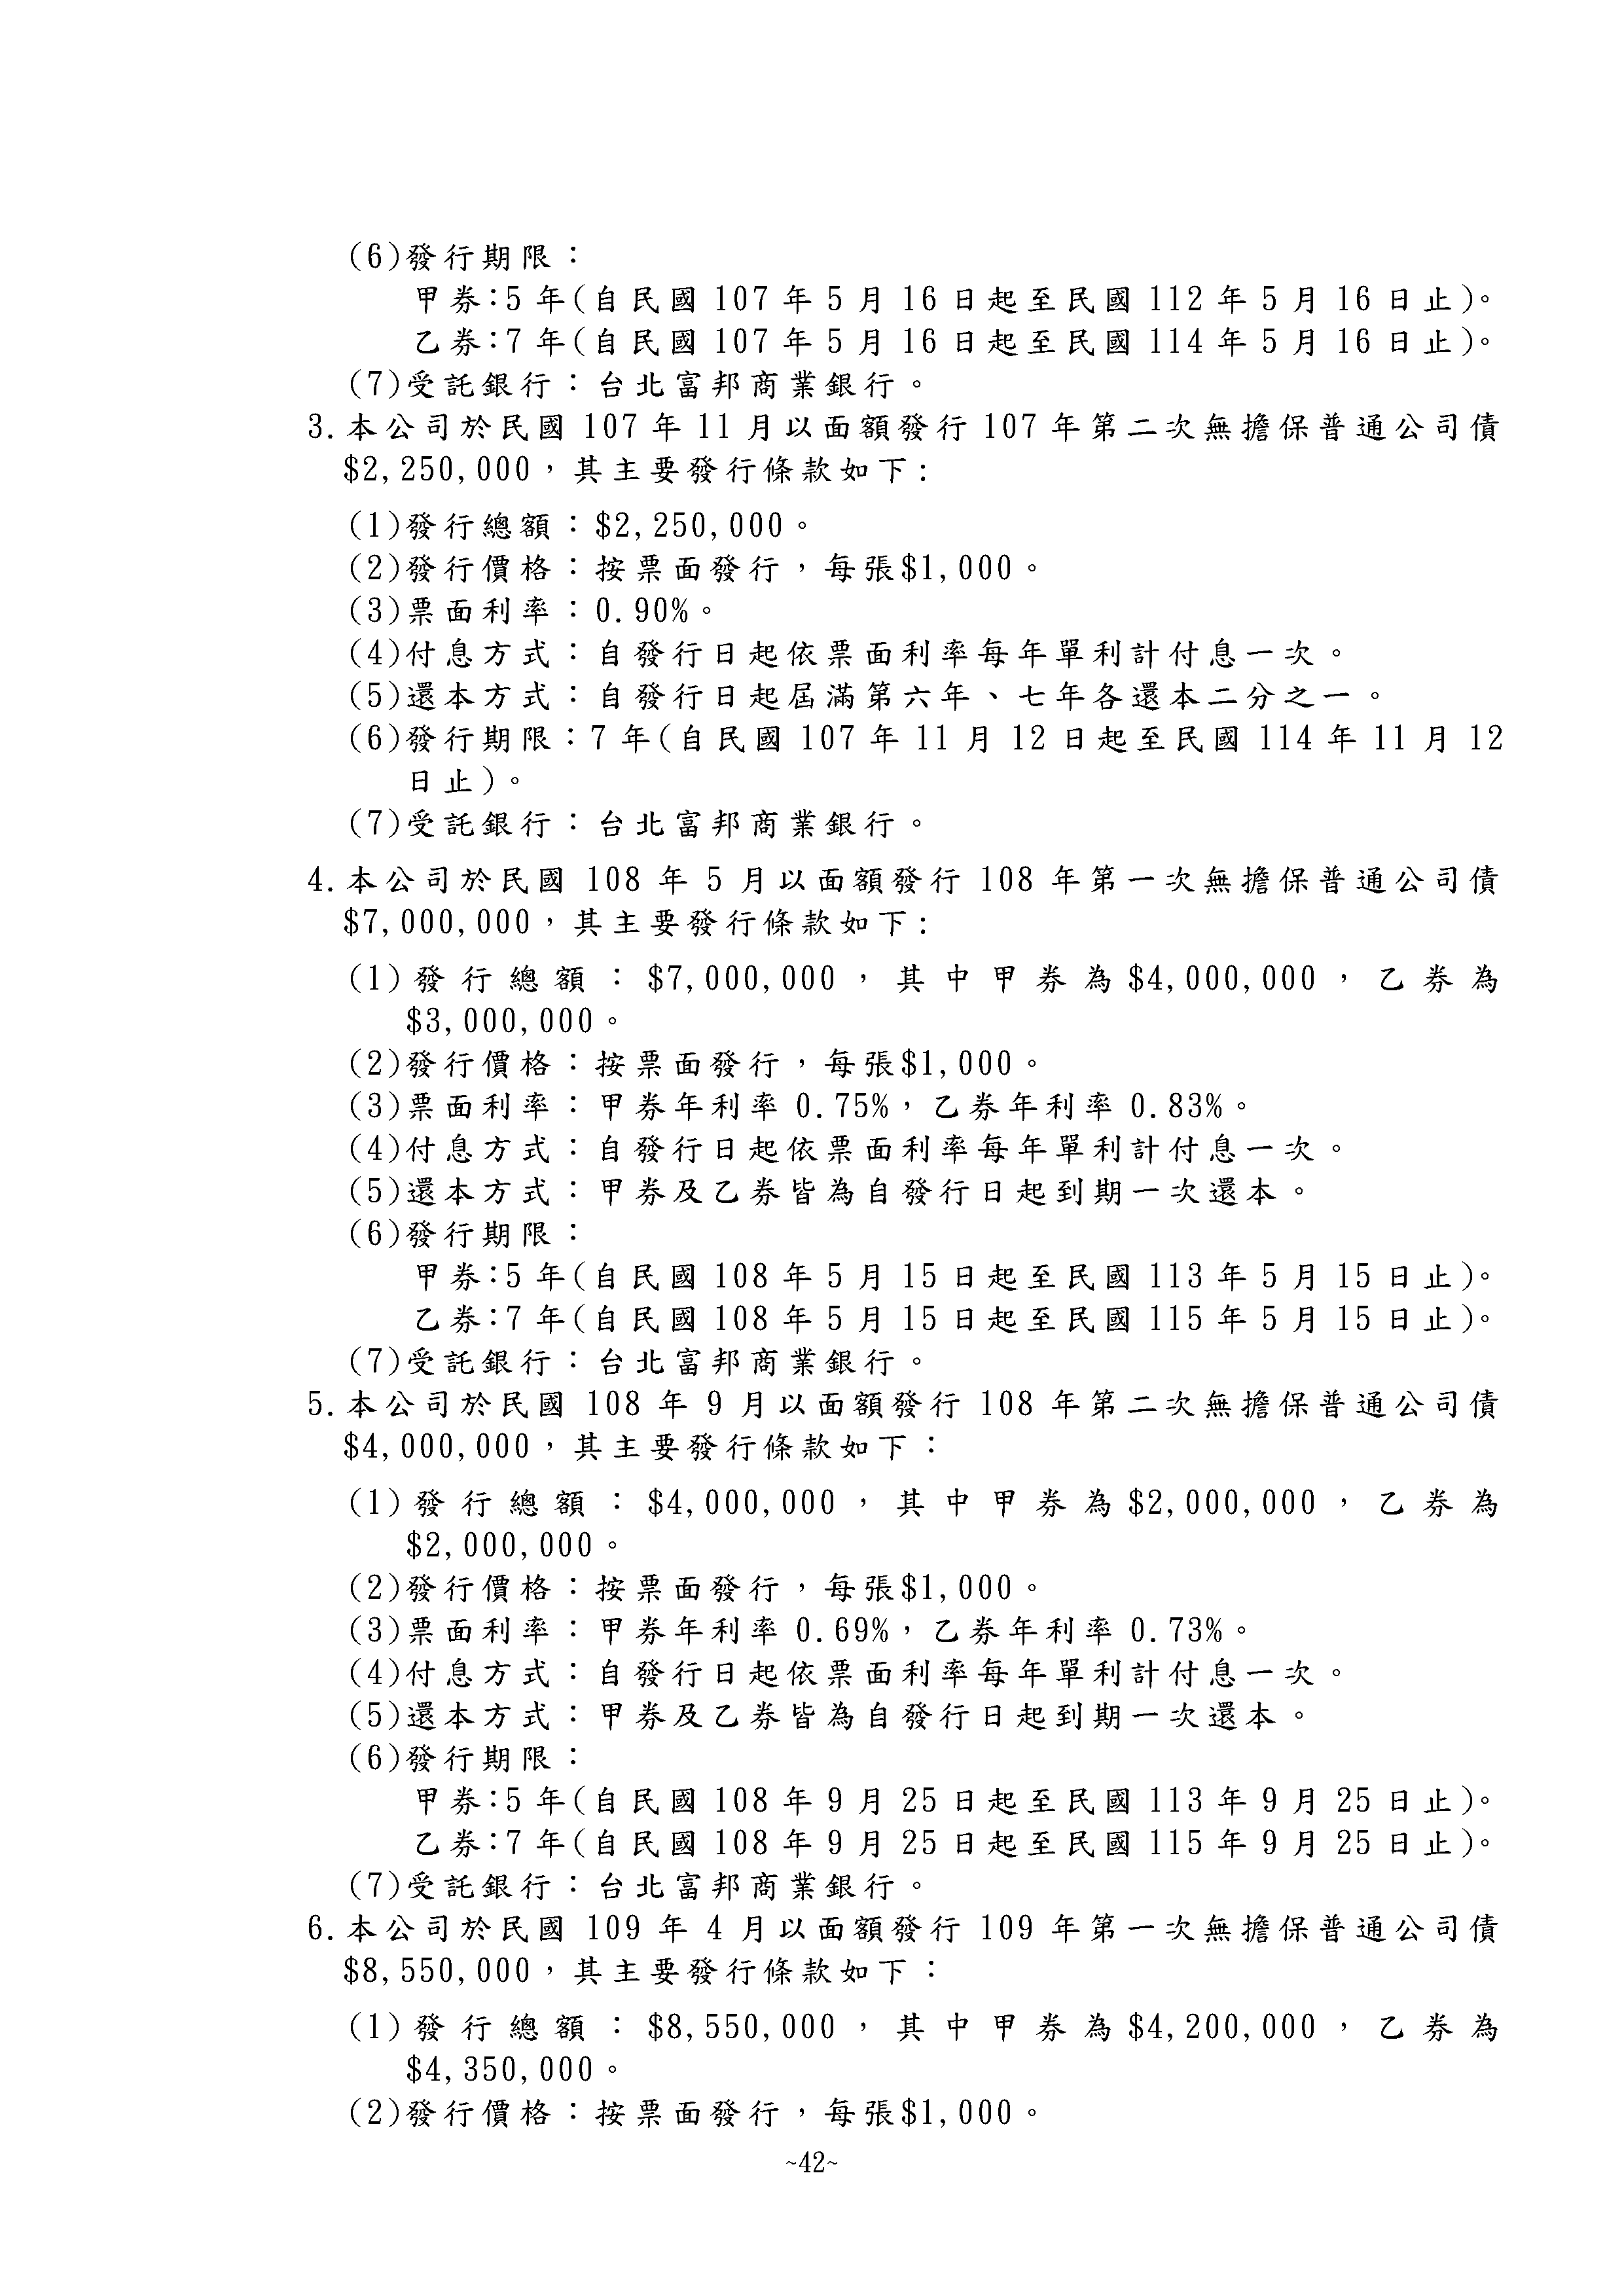 (6)發行期限：
甲券:5 年(自民國 107 年 5 月 16 日起至民國 112 年 5 月 16 日止)。
乙券:7 年(自民國 107 年 5 月 16 日起至民國 114 年 5 月 16 日止)。
(7)受託銀行：台北富邦商業銀行。
3. 本公司於民國 107 年 11 月以面額發行 107 年第二次無擔保普通公司債
$2,250,000，其主要發行條款如下:
(1)發行總額：$2,250,000。
(2)發行價格：按票面發行，每張$1,000。
(3)票面利率：0.90%。
(4)付息方式：自發行日起依票面利率每年單利計付息一次。
(5)還本方式：自發行日起屆滿第六年、七年各還本二分之一。
(6)發行期限：7 年(自民國 107 年 11 月 12 日起至民國 114 年 11 月 12
日止)。
(7)受託銀行：台北富邦商業銀行。
4. 本公司於民國 108 年 5 月以面額發行 108 年第一次無擔保普通公司債
$7,000,000，其主要發行條款如下:
(1)發行總額：$7,000,000，其中甲券為$4,000,000，乙券為
$3,000,000。
(2)發行價格：按票面發行，每張$1,000。
(3)票面利率：甲券年利率 0.75%，乙券年利率 0.83%。
(4)付息方式：自發行日起依票面利率每年單利計付息一次。
(5)還本方式：甲券及乙券皆為自發行日起到期一次還本。
(6)發行期限：
甲券:5 年(自民國 108 年 5 月 15 日起至民國 113 年 5 月 15 日止)。
乙券:7 年(自民國 108 年 5 月 15 日起至民國 115 年 5 月 15 日止)。
(7)受託銀行：台北富邦商業銀行。
5. 本公司於民國 108 年 9 月以面額發行 108 年第二次無擔保普通公司債
$4,000,000，其主要發行條款如下：
(1)發行總額：$4,000,000，其中甲券為$2,000,000，乙券為
$2,000,000。
(2)發行價格：按票面發行，每張$1,000。
(3)票面利率：甲券年利率 0.69%，乙券年利率 0.73%。
(4)付息方式：自發行日起依票面利率每年單利計付息一次。
(5)還本方式：甲券及乙券皆為自發行日起到期一次還本。
(6)發行期限：
甲券:5 年(自民國 108 年 9 月 25 日起至民國 113 年 9 月 25 日止)。
乙券:7 年(自民國 108 年 9 月 25 日起至民國 115 年 9 月 25 日止)。
(7)受託銀行：台北富邦商業銀行。
6. 本公司於民國 109 年 4 月以面額發行 109 年第一次無擔保普通公司債
$8,550,000，其主要發行條款如下：
(1)發行總額：$8,550,000，其中甲券為$4,200,000，乙券為
$4,350,000。
(2)發行價格：按票面發行，每張$1,000。
~42~